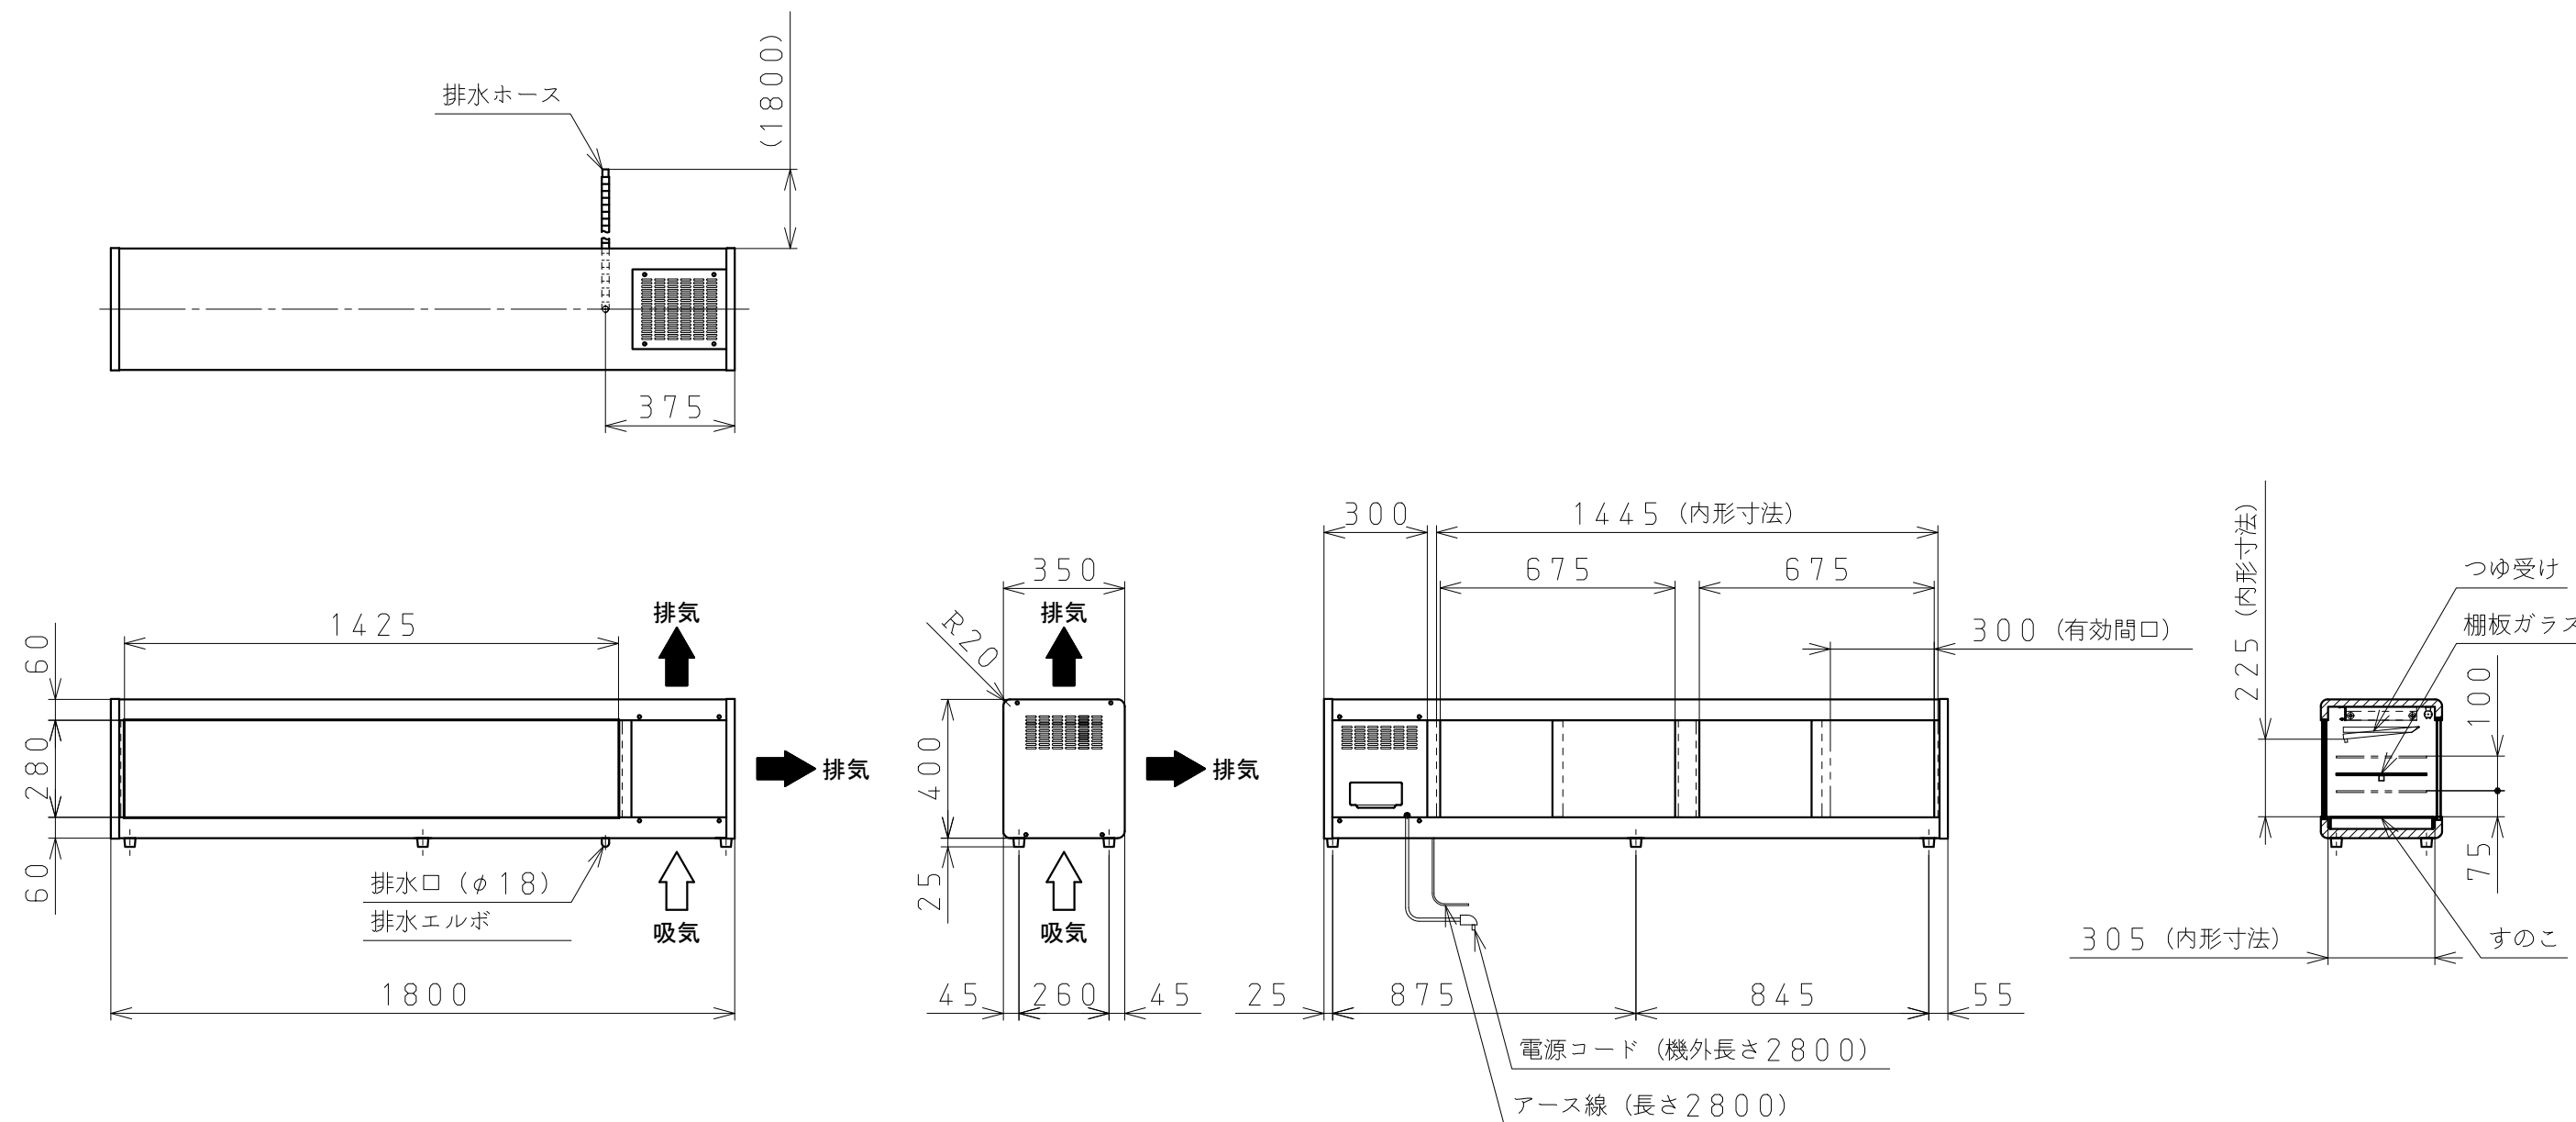 排水ホース
(1800)
375
1425
60
280
60
排気
排気
排水口（φ18）
排水エルボ
吸気
1800
350
R20
排気
排気
400
25
吸気
45
260
45
300
1445（内形寸法）
675
675
300（有効間口）
25
875
845
55
電源コード（機外長さ2800）
アース線（長さ2800）
225（内形寸法）
つゆ受け
棚板ガラス
100
75
305（内形寸法）
すのこ